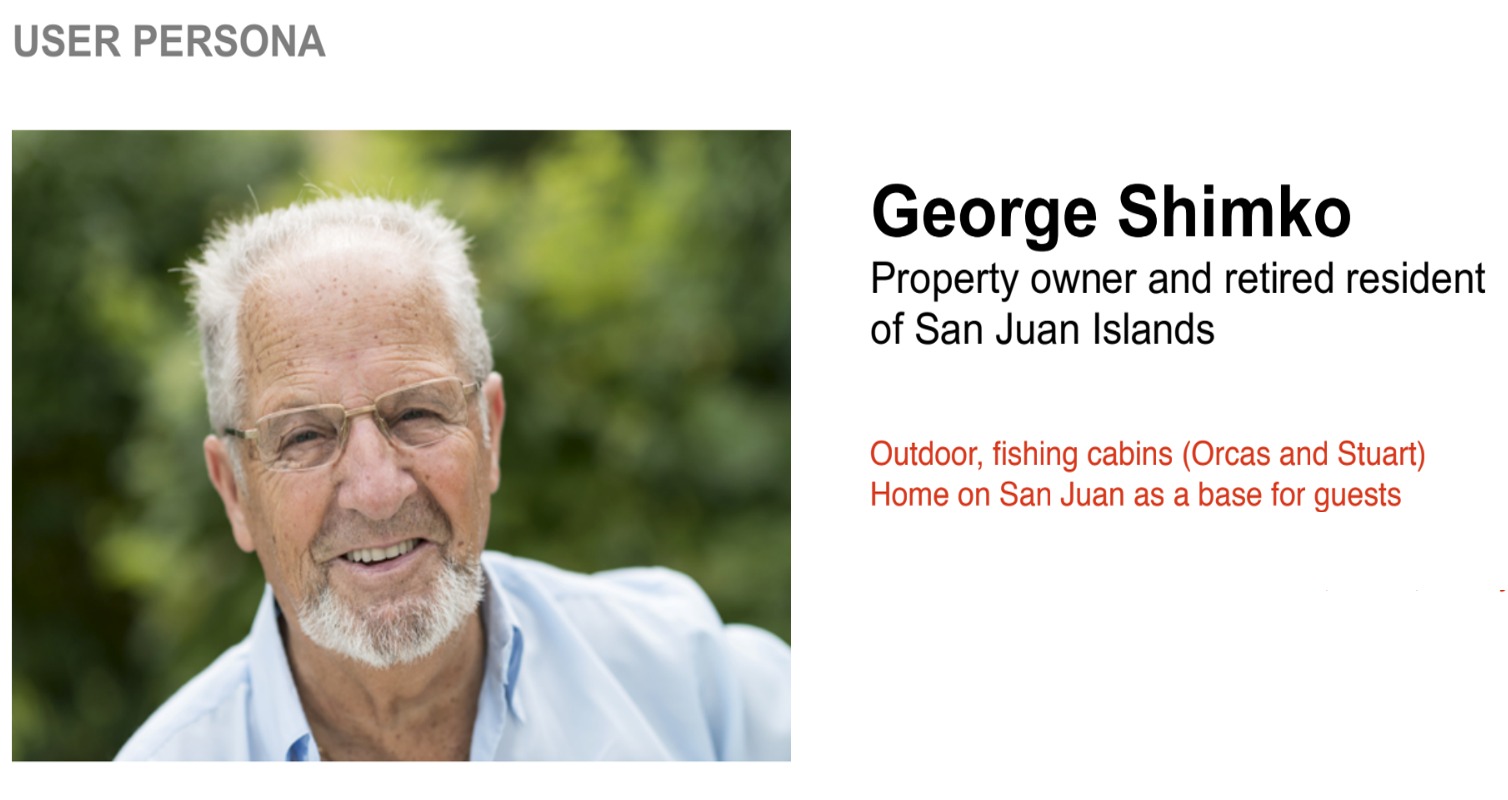 USER PERSONA
George Shimko
Property owner and retired resident
of San Juan Islands
Outdoor, fishing cabins (Orcas and Stuart)
Home on San Juan as a base for guests